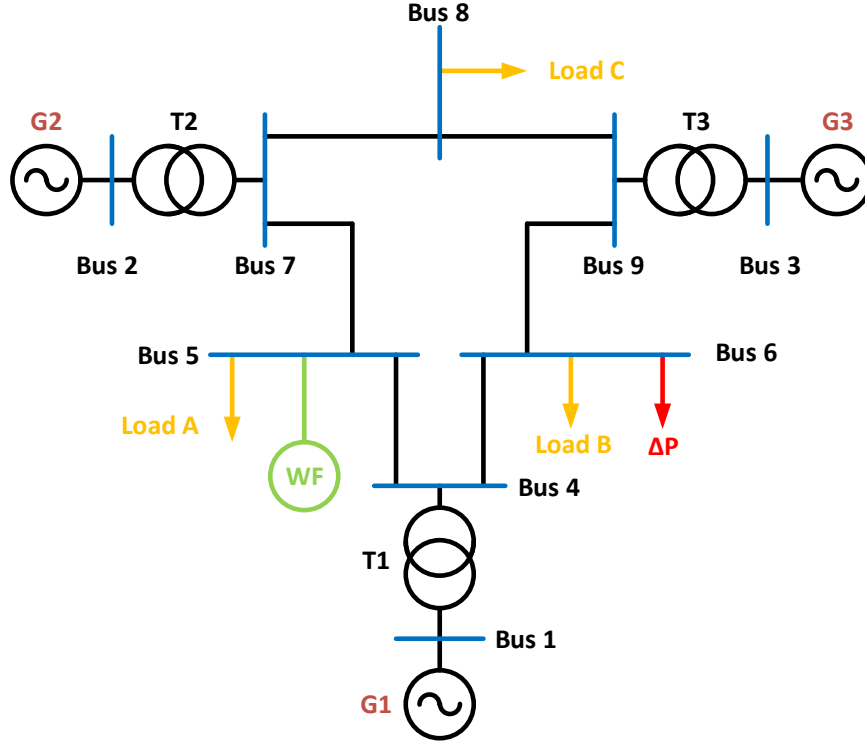 Bus 8
Load C
G2
T2
T3
G3
Bus 2
Bus 7
Bus 9
Bus 3
Bus 5
Bus 6
Load A
WF
Load B
ΔP
Bus 4
T1
Bus 1
G1